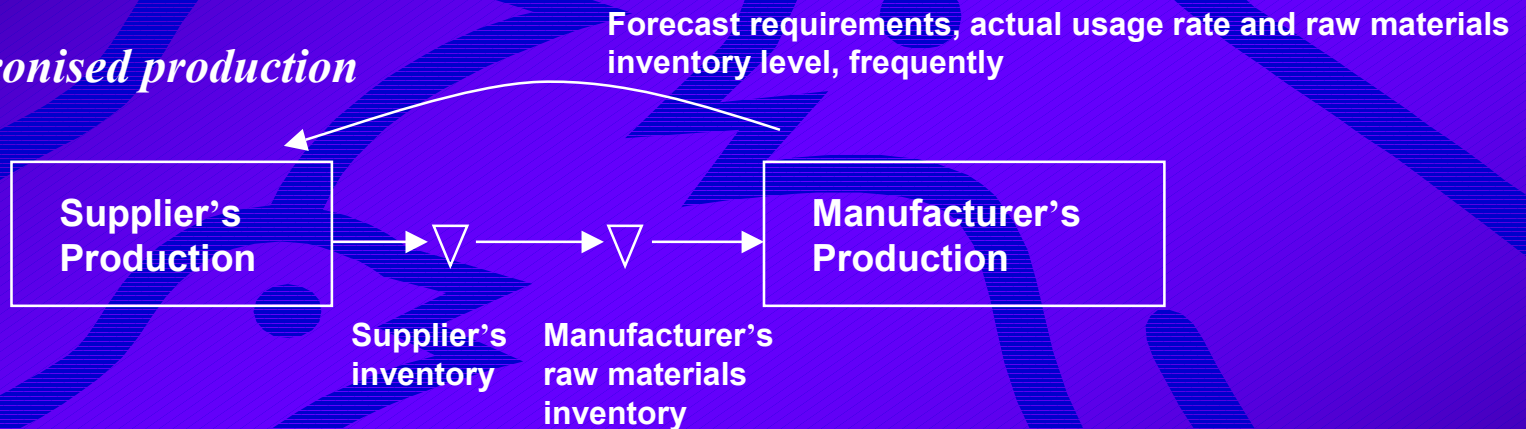 Forecast requirements, actual usage rate and raw materials
inventory level, frequently
onised production
Supplier’s
Production
Manufacturer’s
Production
Supplier’s
inventory
Manufacturer’s
raw materials
inventory